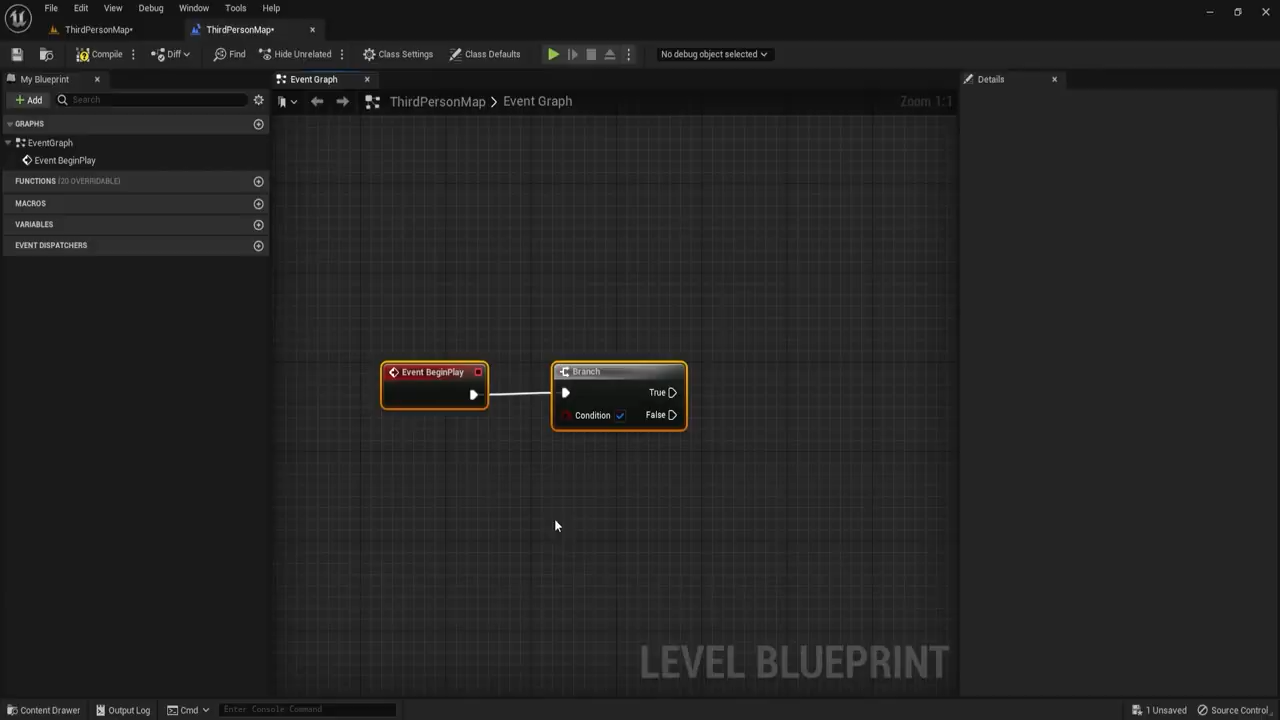 File Edit View Debug Window Tools Help
ThirdPersonMap• ThirdPersonMap•
Compile Diff Find Hide Unrelated Class Settings Class Defaults No debug object selected
My Blueprint Event Graph Details
+ Add Search ThirdPersonMap > Event Graph Zoom 1:1
GRAPHS
EventGraph
Event BeginPlay
FUNCTIONS (20 OVERRIDABLE)
MACROS
VARIABLES
EVENT DISPATCHERS
Event BeginPlay Branch
True
Condition False
LEVEL BLUEPRINT
Content Drawer Output Log Cmd Enter Console Command 1 Unsaved Source Control